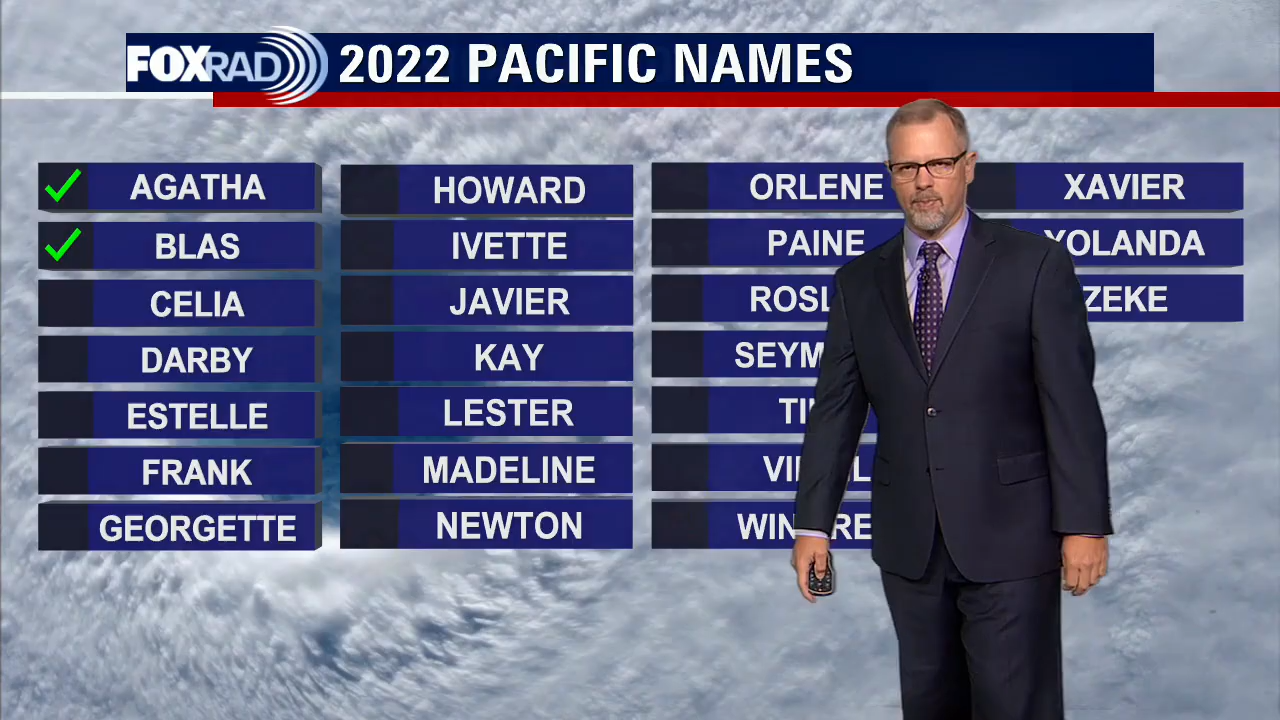 FOXRAD
2022 PACIFIC NAMES
AGATHA
BLAS
CELIA
DARBY
ESTELLE
FRANK
GEORGETTE
HOWARD
IVETTE
JAVIER
KAY
LESTER
MADELINE
NEWTON
ORLENE
PAINE
XAVIER
YOLANDA
ZEKE